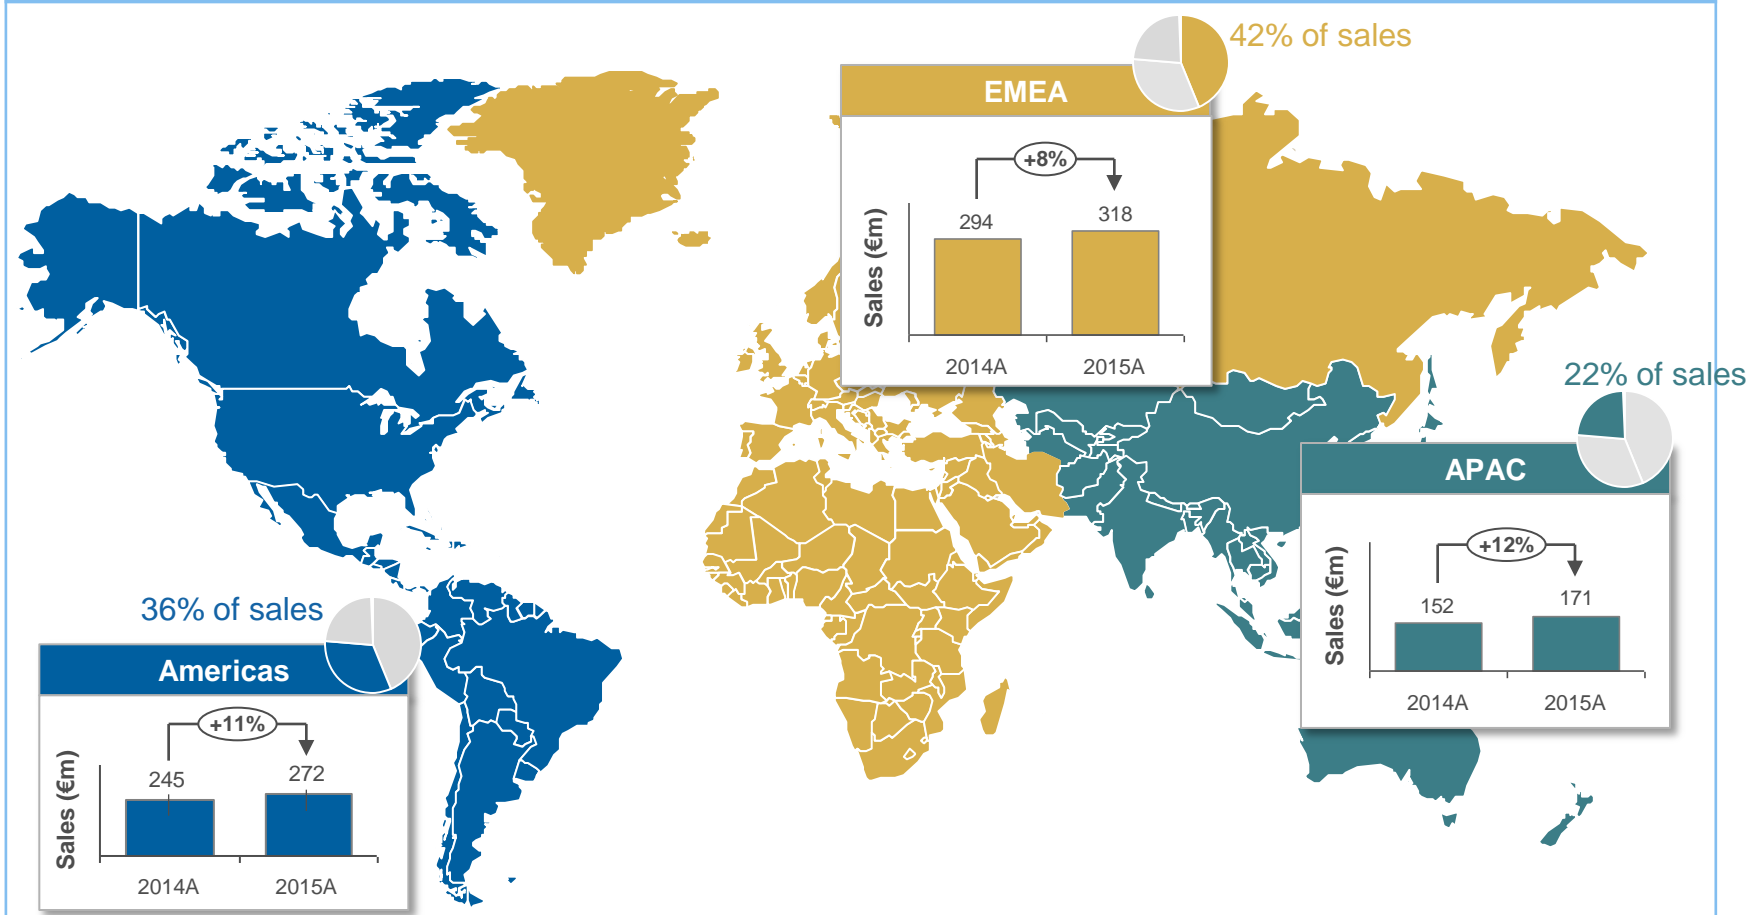 42% of sales
EMEA
+8%
294
318
Sales (€m)
2014A
2015A
22% of sales
APAC
+12%
152
171
Sales (€m)
2014A
2015A
36% of sales
Americas
+11%
245
272
Sales (€m)
2014A
2015A